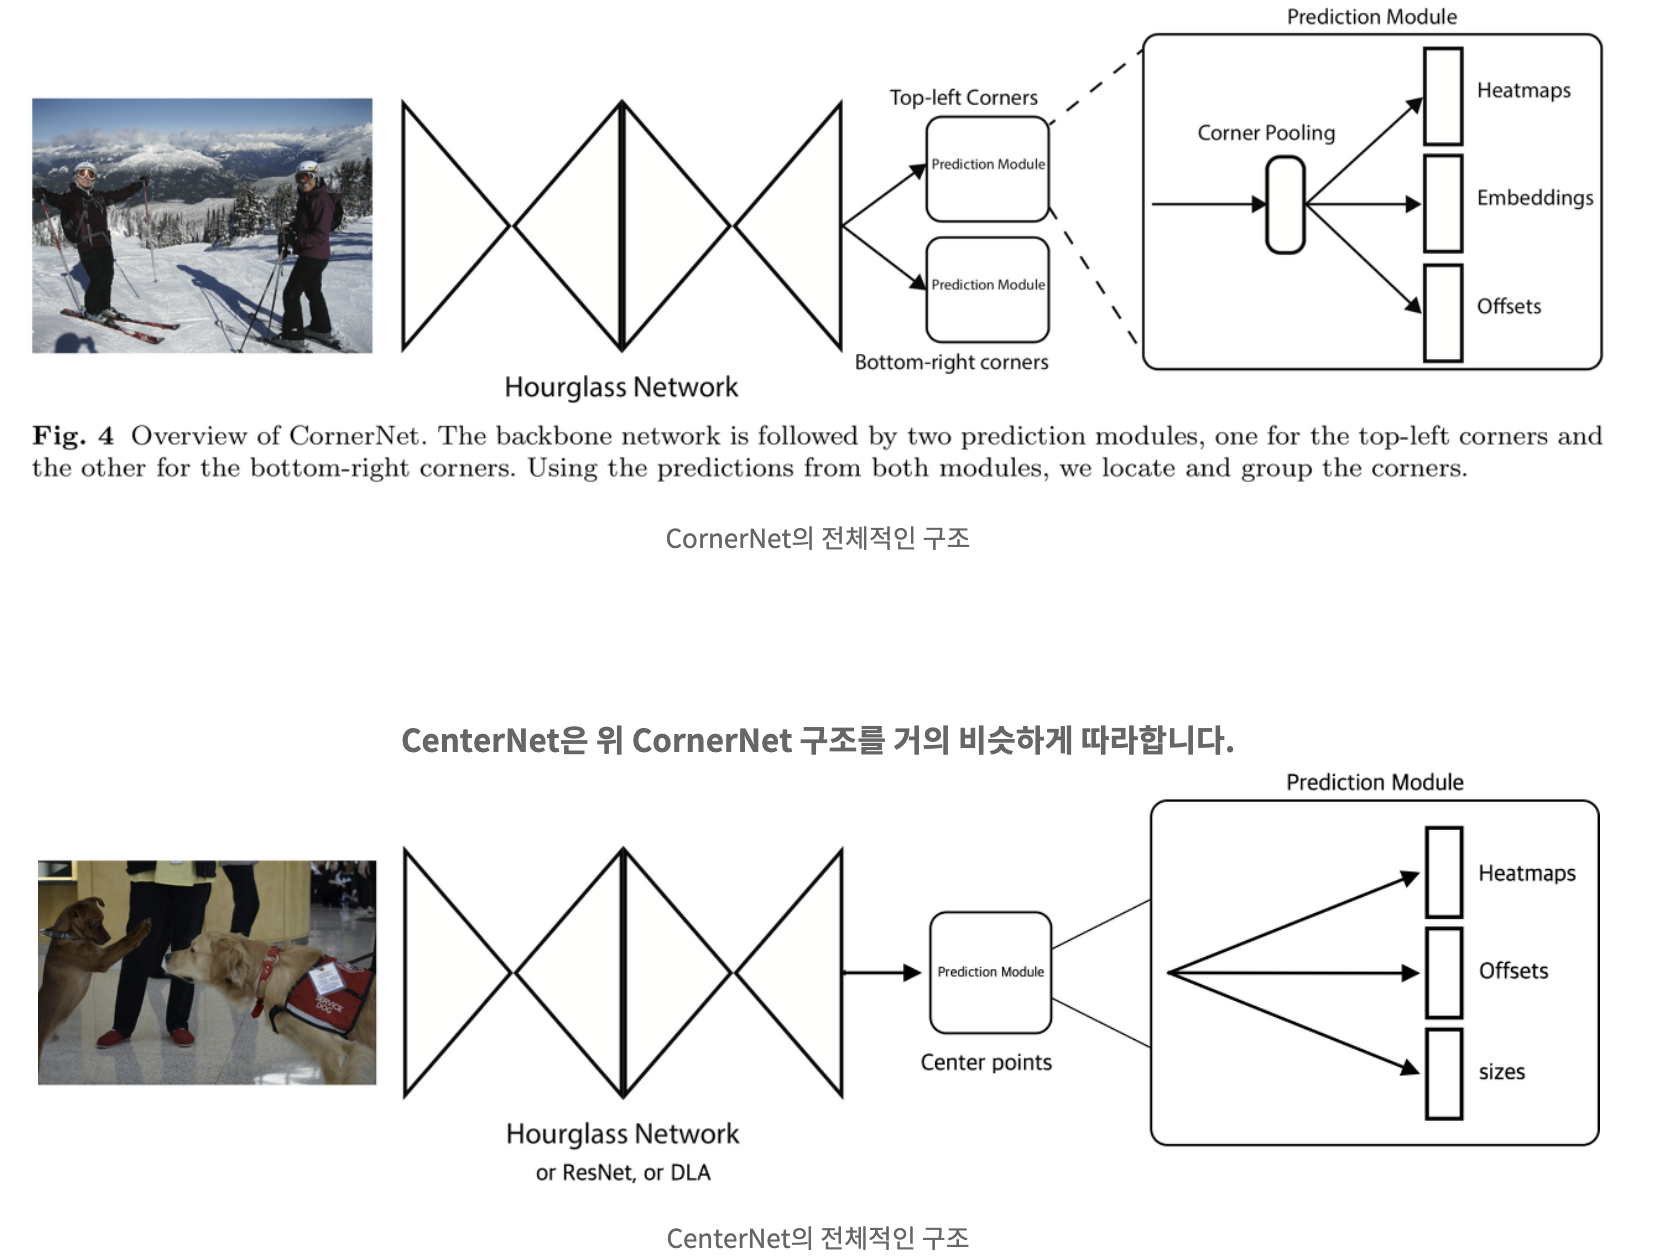 Prediction Module
Top-left Corners
Heatmaps
Corner Pooling
Prediction Module
Embeddings
Prediction Module
Offsets
Bottom-right corners
Hourglass Network
Fig. 4 Overview of CornerNet. The backbone network is followed by two prediction modules, one for the top-left corners and
the other for the bottom-right corners. Using the predictions from both modules, we locate and group the corners.
CornerNet의 전체적인 구조
CenterNet은 위 CornerNet 구조를 거의 비슷하게 따라합니다.
Prediction Module
Heatmaps
Prediction Module
Offsets
SERVICE
DOG
Center points
sizes
Hourglass Network
or ResNet, or DLA
CenterNet의 전체적인 구조